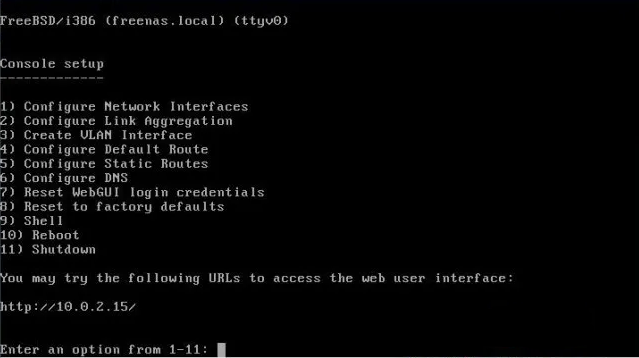 FreeBSD/i386 (freenas.local) (ttyv0)
Console setup
-------------
1) Configure Network Interfaces
2) Configure Link Aggregation
3) Create VLAN Interface
4) Configure Default Route
5) Configure Static Routes
6) Configure DNS
7) Reset WebGUI login credentials
8) Reset to factory defaults
9) Shell
10) Reboot
11) Shutdown
You may try the following URLs to access the web user interface:
http://10.0.2.15/
Enter an option from 1-11: